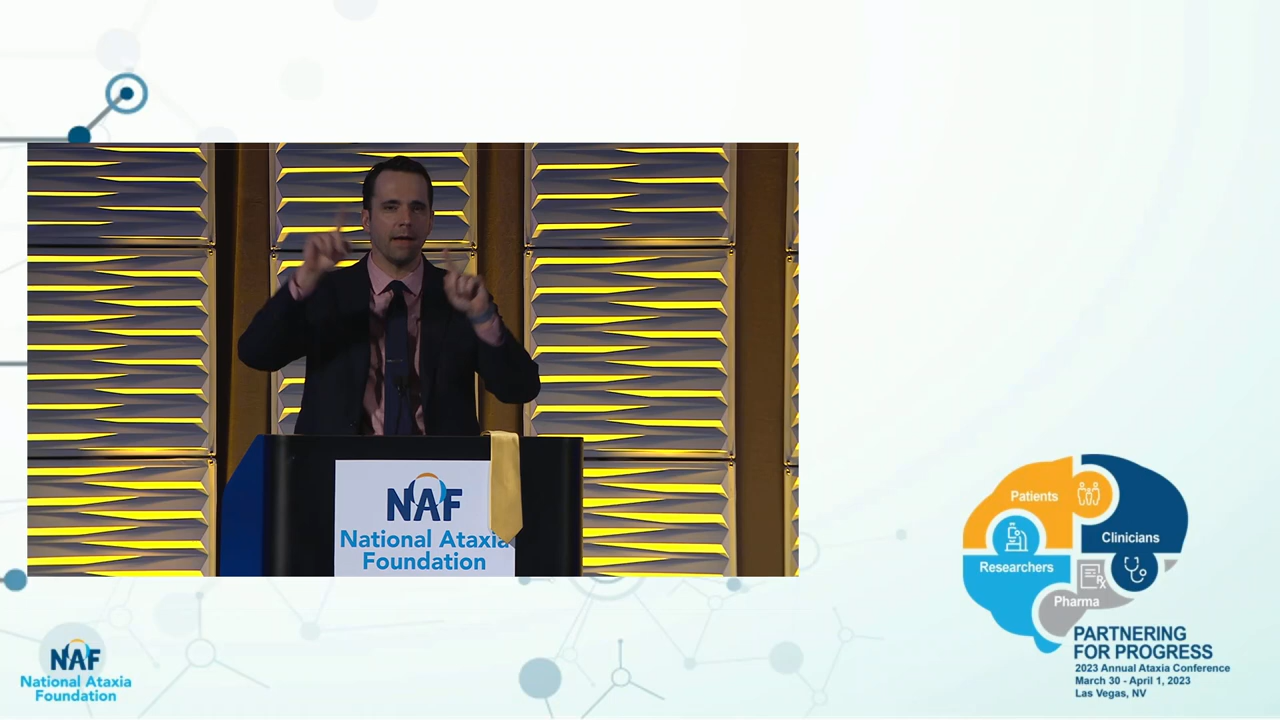 NAF
National Ataxia
Foundation
Patients
Clinicians
Researchers
Pharma
Rx
PARTNERING
FOR PROGRESS
2023 Annual Ataxia Conference
March 30 - April 1, 2023
Las Vegas, NV
NAF
National Ataxia
Foundation